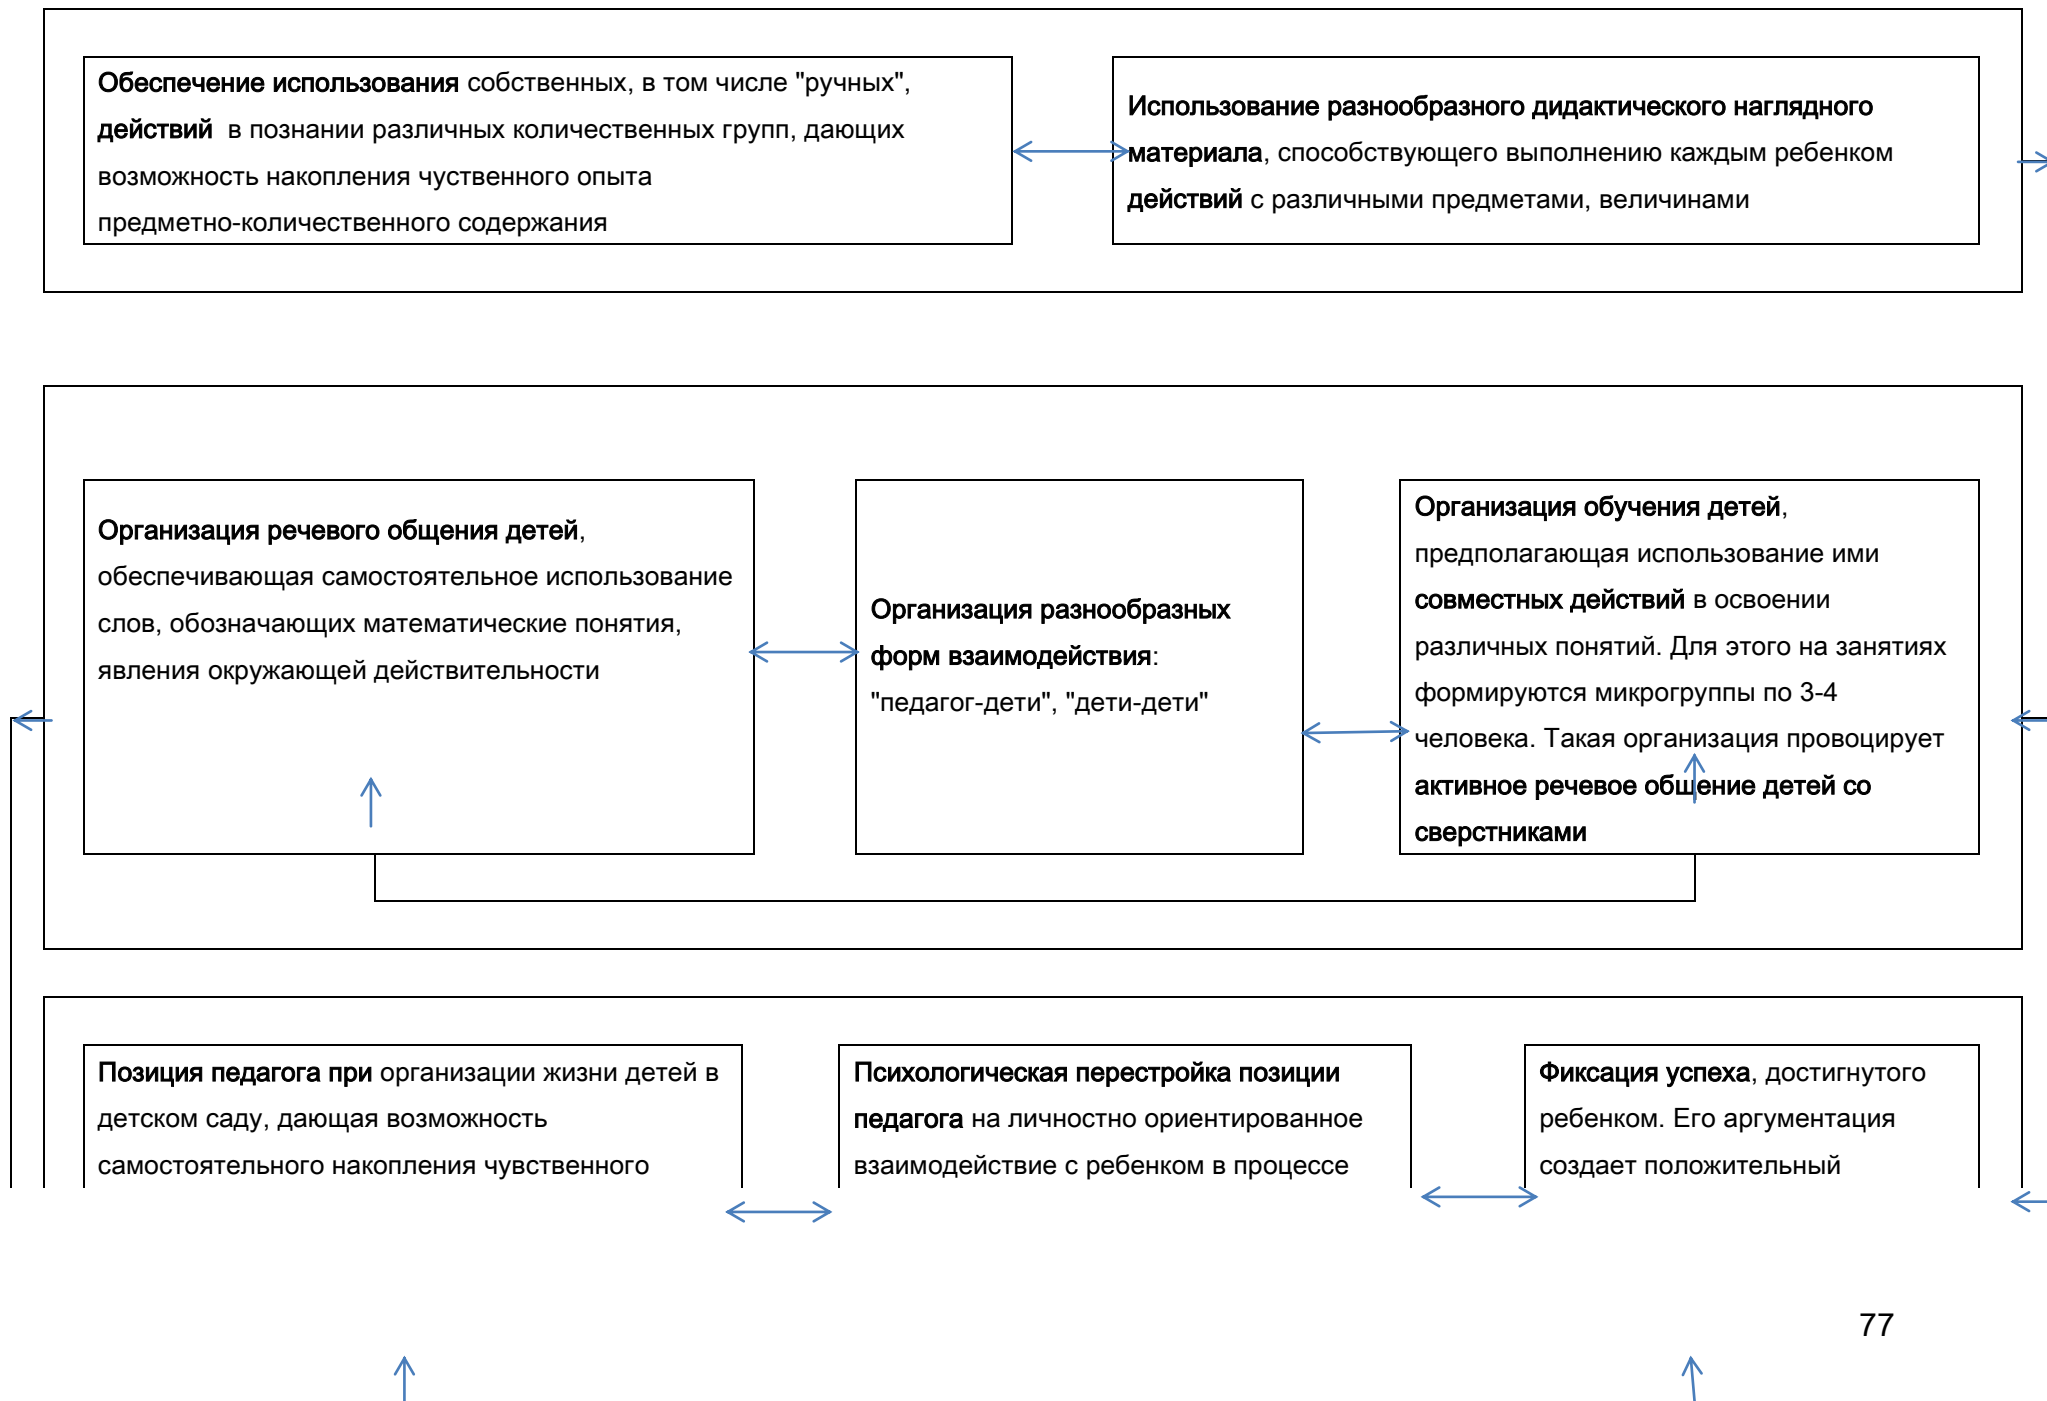 Обеспечение использования собственных, в том числе "ручных",
действий в познании различных количественных групп, дающих
возможность накопления чуственного опыта
предметно-количественного содержания
Использование разнообразного дидактического наглядного
материала, способствующего выполнению каждым ребенком
действий с различными предметами, величинами
Организация речевого общения детей,
обеспечивающая самостоятельное использование
слов, обозначающих математические понятия,
явления окружающей действительности
Организация разнообразных
форм взаимодействия:
"педагог-дети", "дети-дети"
Организация обучения детей,
предполагающая использование ими
совместных действий в освоении
различных понятий. Для этого на занятиях
формируются микрогруппы по 3-4
человека. Такая организация провоцирует
активное речевое общение детей со
сверстниками
Позиция педагога при организации жизни детей в
детском саду, дающая возможность
самостоятельного накопления чувственного
Психологическая перестройка позиции
педагога на личностно ориентированное
взаимодействие с ребенком в процессе
Фиксация успеха, достигнутого
ребенком. Его аргументация
создает положительный
77